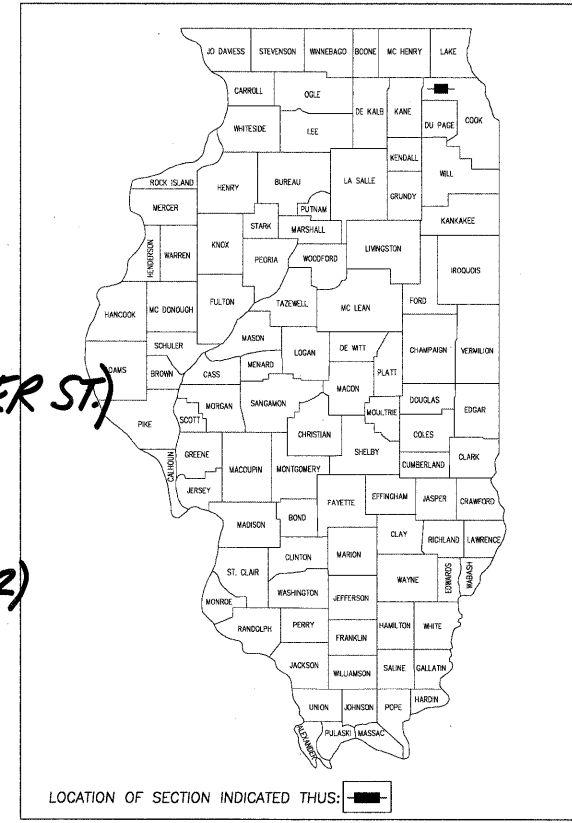 JO DAVIESS STEVENSON WINNEBAGO BOONE MC HENRY LAKE
CARROLL OGLE DE KALB KANE COOK
DU PAGE
WHITESIDE LEE
KENDALL
WILL
ROCK ISLAND HENRY BUREAU LA SALLE GRUNDY
MERCER PUTNAM KANKAKEE
STARK MARSHALL
HENDERSON WARREN KNOX PEORIA WOODFORD LIVINGSTON IROQUOIS
HANCOOK MC DONOUGH FULTON TAZEWELL MC LEAN FORD
SCHULER MASON LOGAN DE WITT CHAMPAIGN VERMILION
ADAMS BROWN CASS MENARD PLATT
ER ST.)
MACON
PIKE SCOTT MORGAN SANGAMON MOULTRIE DOUGLAS EDGAR
CHRISTIAN COLES
CALHOUN GREENE MACOUPIN MONTGOMERY SHELBY CUMBERLAND CLARK
JERSEY FAYETTE EFFINGHAM JASPER CRAWFORD
MADISON BOND
CLAY RICHLAND LAWRENCE
CLINTON MARION
2)
ST. CLAIR WAYNE EDWARDS WABASH
MONROE WASHINGTON JEFFERSON
RANDOLPH PERRY HAMILTON WHITE
FRANKLIN
JACKSON WILLIAMSON SALINE GALLATIN
UNION JOHNSON POPE HARDIN
ALEXANDER PULASKI MASSAC
LOCATION OF SECTION INDICATED THUS: